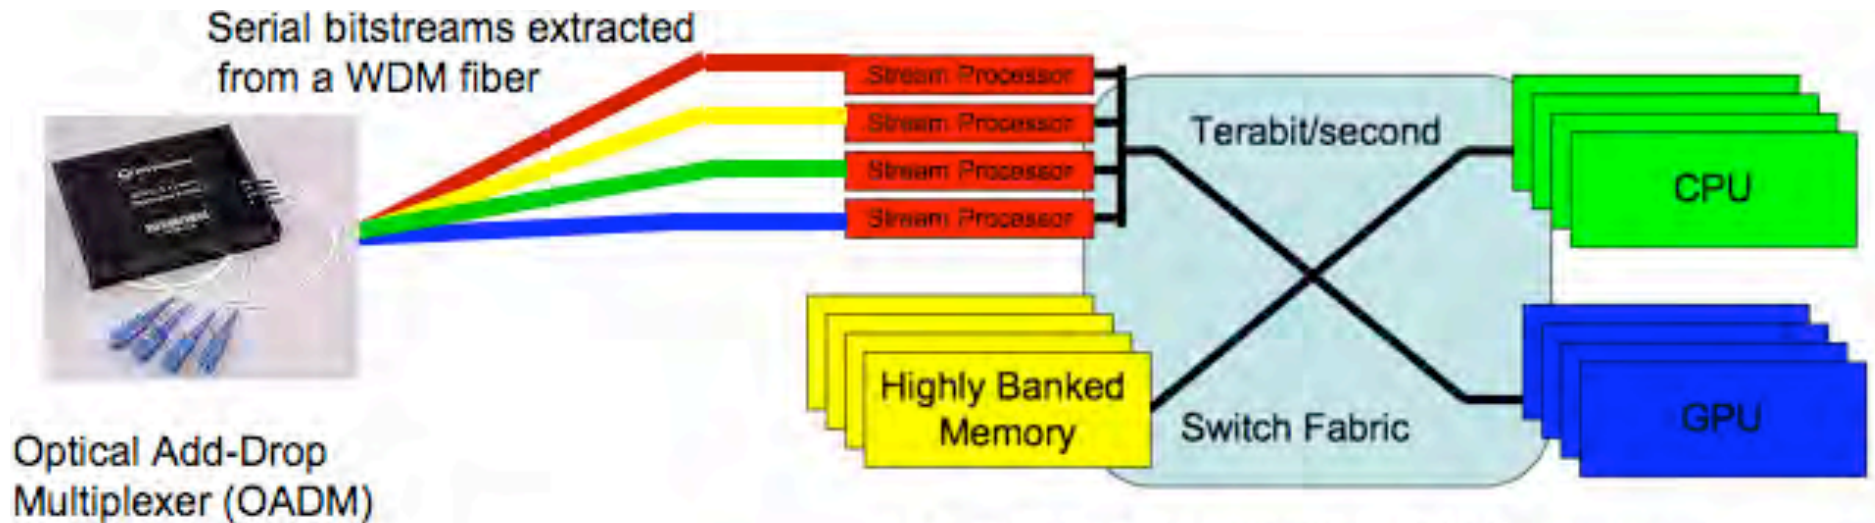 Serial bitstreams extracted
from a WDM fiber
Stream Processor
Stream Processor
Stream Processor
Stream Processor
Terabit/second
CPU
Highly Banked
Memory
Switch Fabric
GPU
Optical Add-Drop
Multiplexer (OADM)